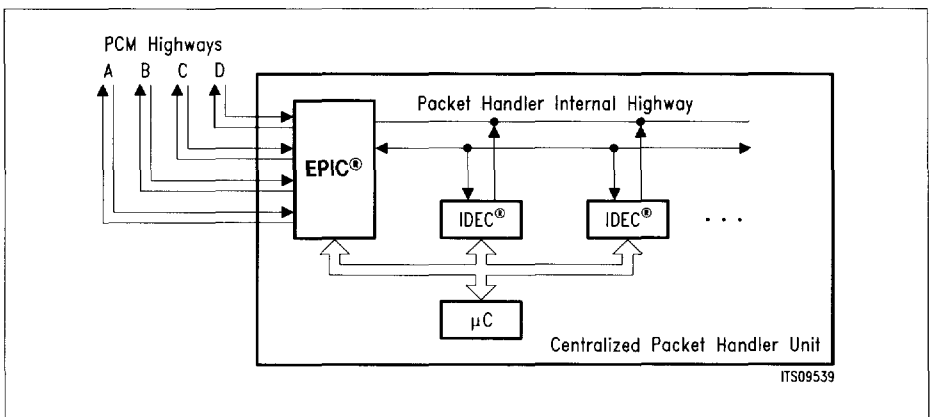 PCM Highways
A B C D
Packet Handler Internal Highway
EPIC®
IDEC® IDEC® . . .
μC
Centralized Packet Handler Unit
ITS09539